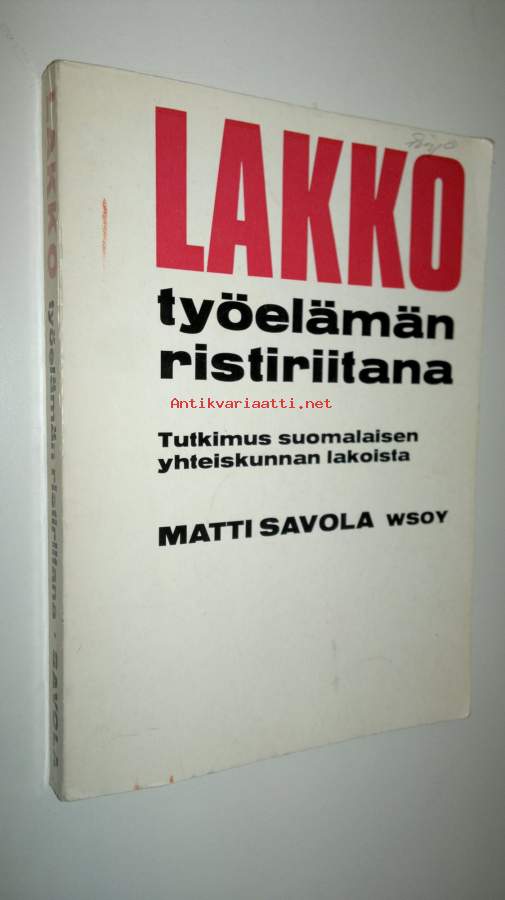 LAKKO
työelämän
ristiriitana
Antikvariaatti.net
Tutkimus suomalaisen
yhteiskunnan lakoista
MATTI SAVOLA WSOY
LAKKO työelämän ristiriitana · SAVOLA